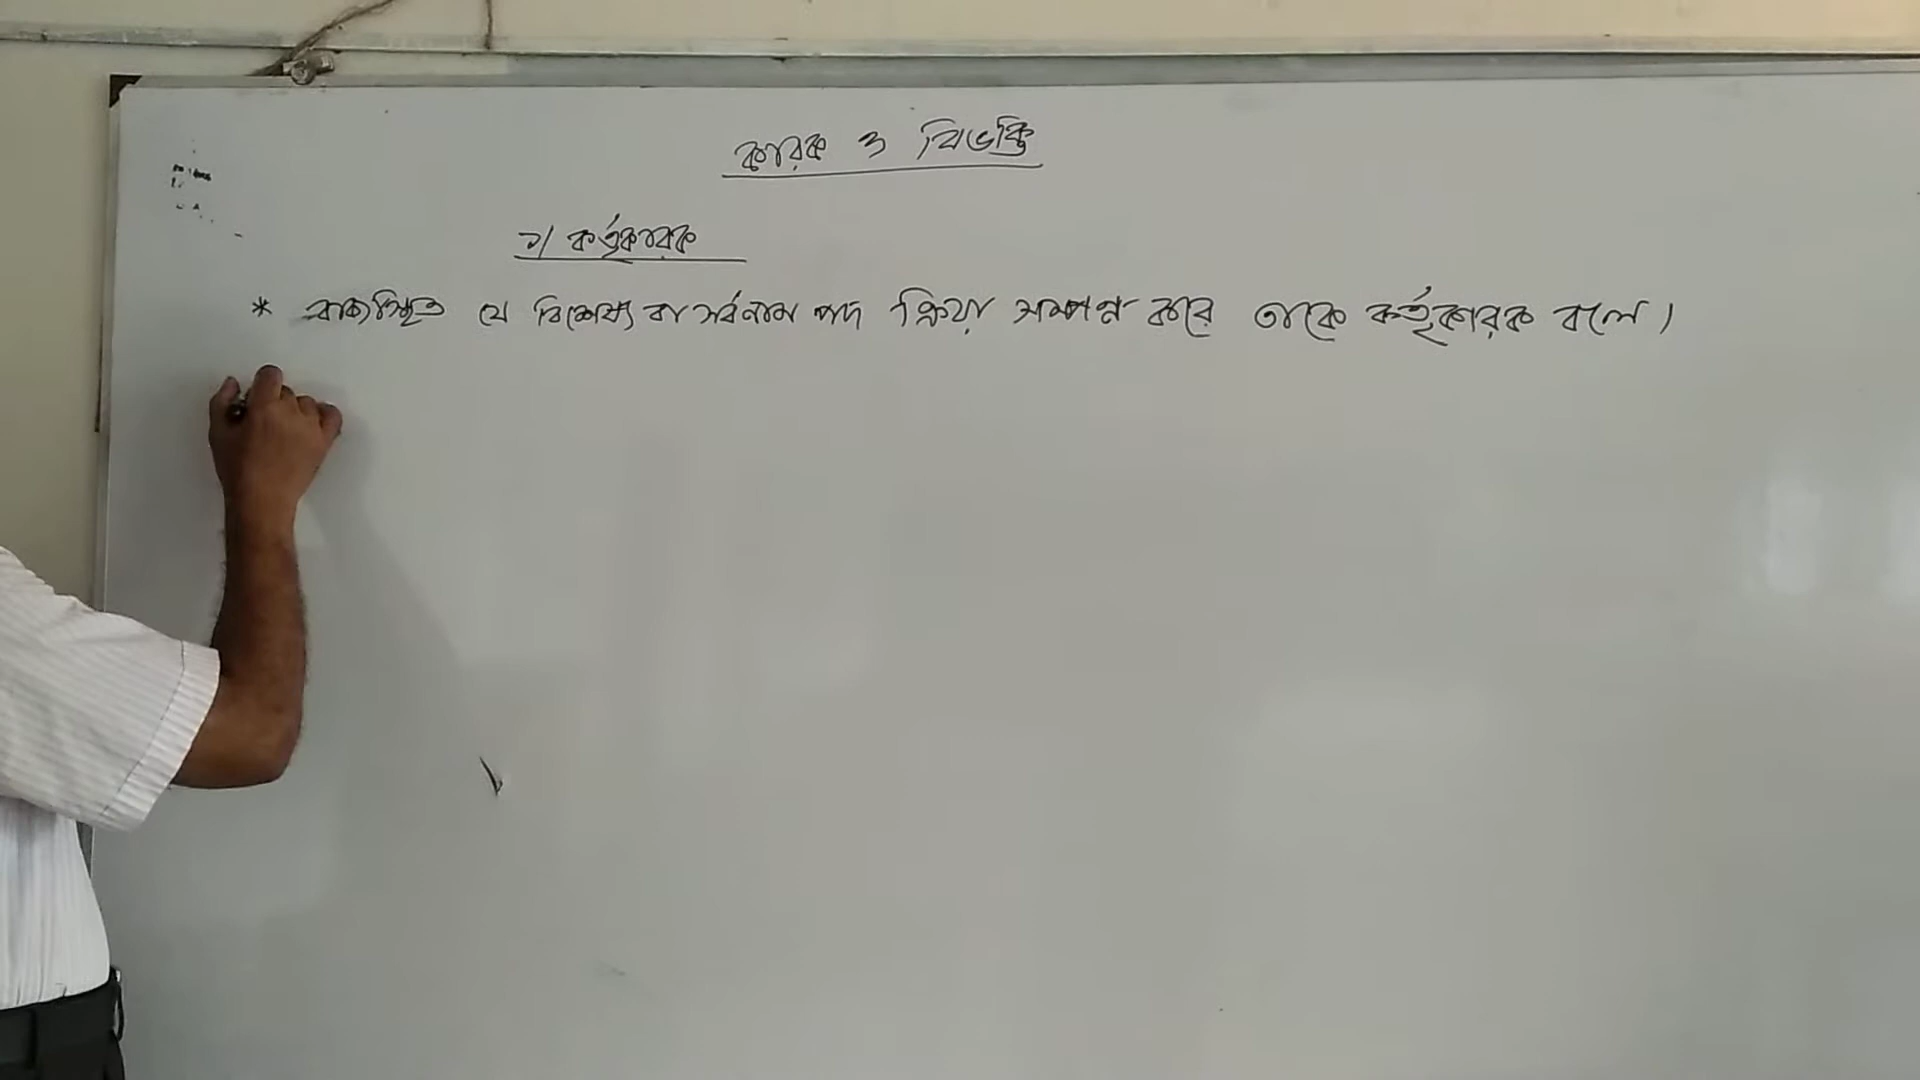 কারক ও বিভক্তি
১/ কর্তৃকারক
* বাক্যস্থিত যে বিশেষ্য বা সর্বনাম পদ ক্রিয়া সম্পন্ন করে তাকে কর্তৃকারক বলে।